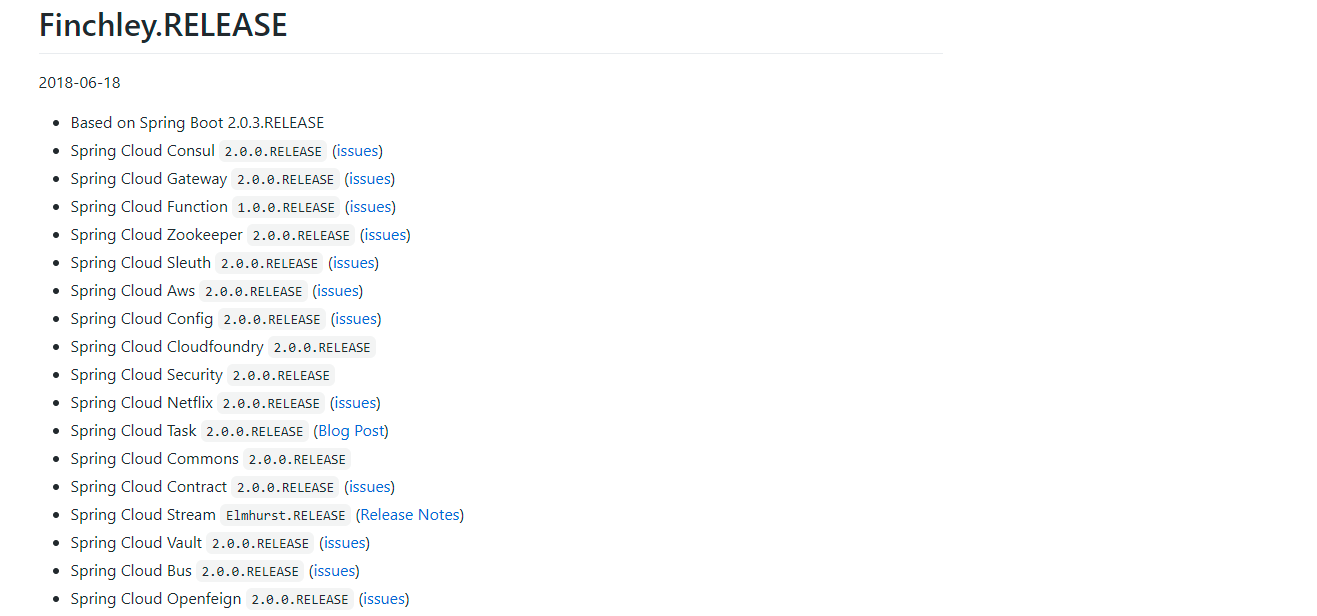 Finchley.RELEASE
2018-06-18
Based on Spring Boot 2.0.3.RELEASE
Spring Cloud Consul 2.0.0.RELEASE (issues)
Spring Cloud Gateway 2.0.0.RELEASE (issues)
Spring Cloud Function 1.0.0.RELEASE (issues)
Spring Cloud Zookeeper 2.0.0.RELEASE (issues)
Spring Cloud Sleuth 2.0.0.RELEASE (issues)
Spring Cloud Aws 2.0.0.RELEASE (issues)
Spring Cloud Config 2.0.0.RELEASE (issues)
Spring Cloud Cloudfoundry 2.0.0.RELEASE
Spring Cloud Security 2.0.0.RELEASE
Spring Cloud Netflix 2.0.0.RELEASE (issues)
Spring Cloud Task 2.0.0.RELEASE (Blog Post)
Spring Cloud Commons 2.0.0.RELEASE
Spring Cloud Contract 2.0.0.RELEASE (issues)
Spring Cloud Stream Elmhurst.RELEASE (Release Notes)
Spring Cloud Vault 2.0.0.RELEASE (issues)
Spring Cloud Bus 2.0.0.RELEASE (issues)
Spring Cloud Openfeign 2.0.0.RELEASE (issues)